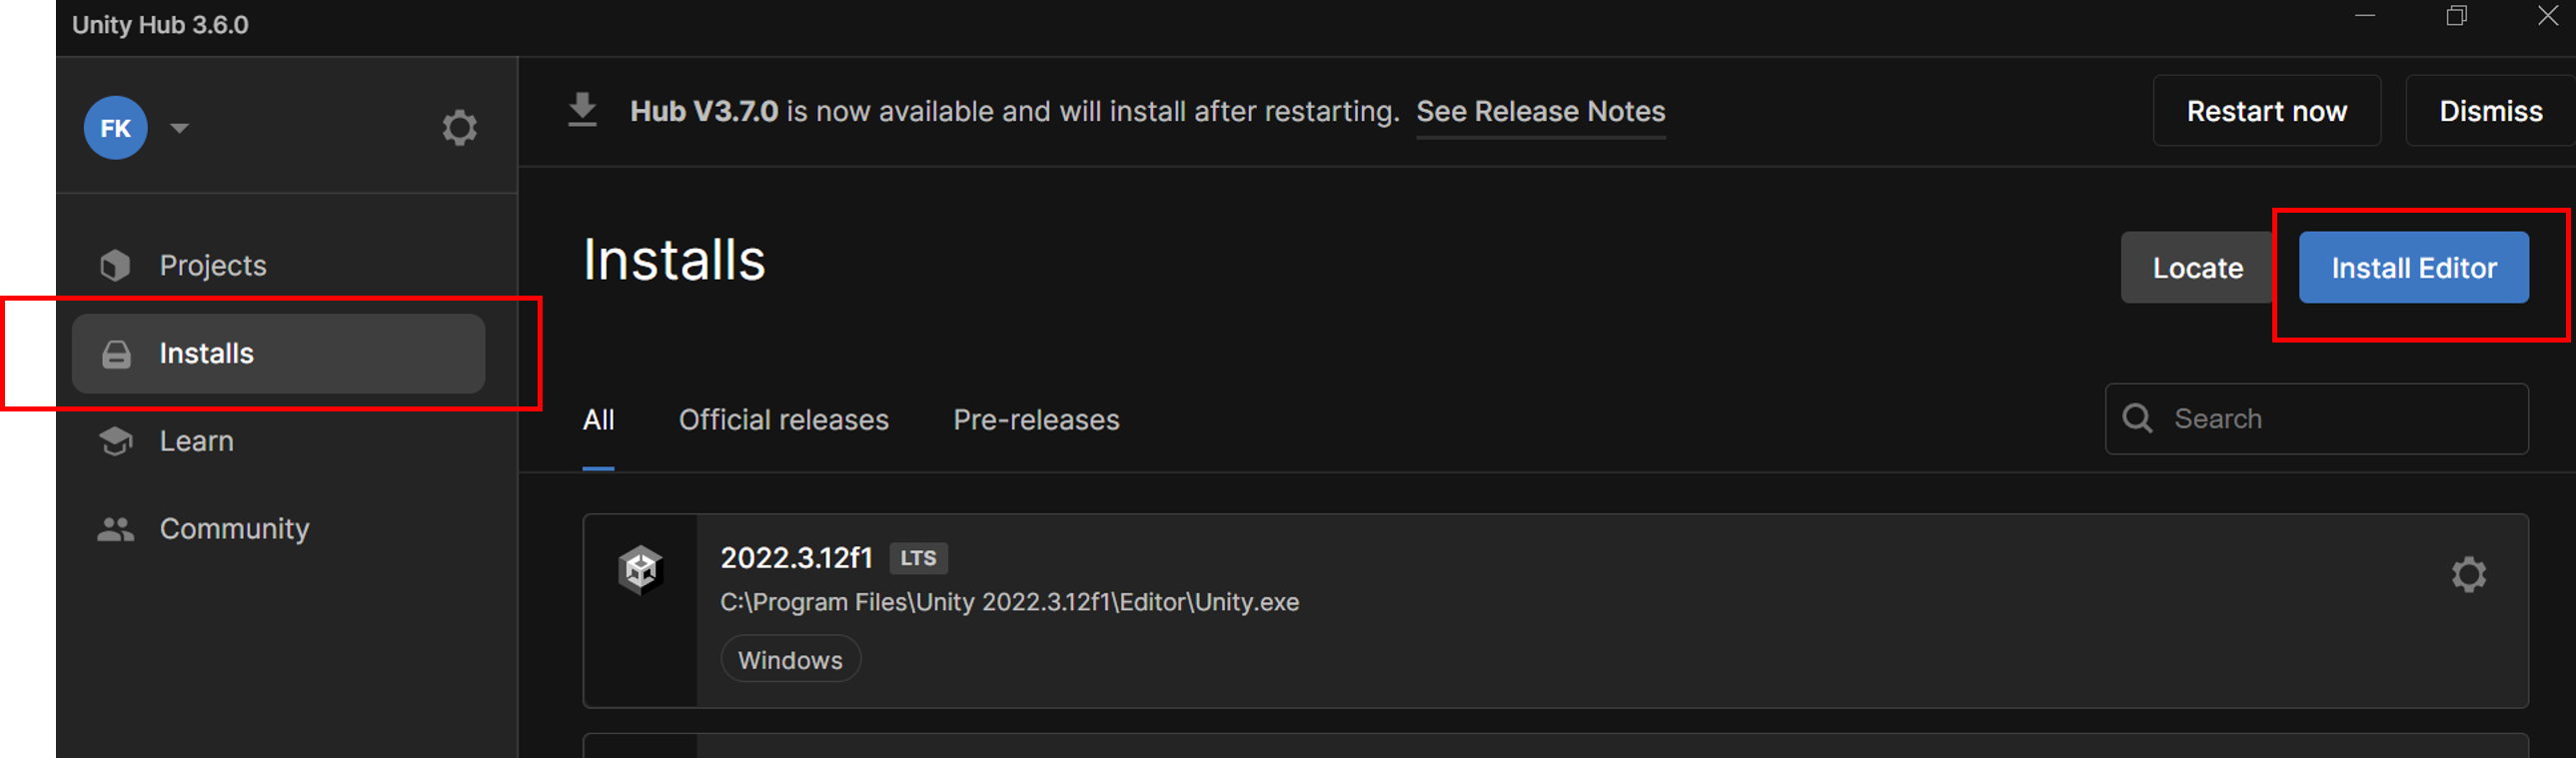 Unity Hub 3.6.0
FK
Hub V3.7.0 is now available and will install after restarting. See Release Notes
Restart now
Dismiss
Projects
Installs
Learn
Community
Installs
Locate
Install Editor
All
Official releases
Pre-releases
Search
2022.3.12f1 LTS
C:\Program Files\Unity 2022.3.12f1\Editor\Unity.exe
Windows